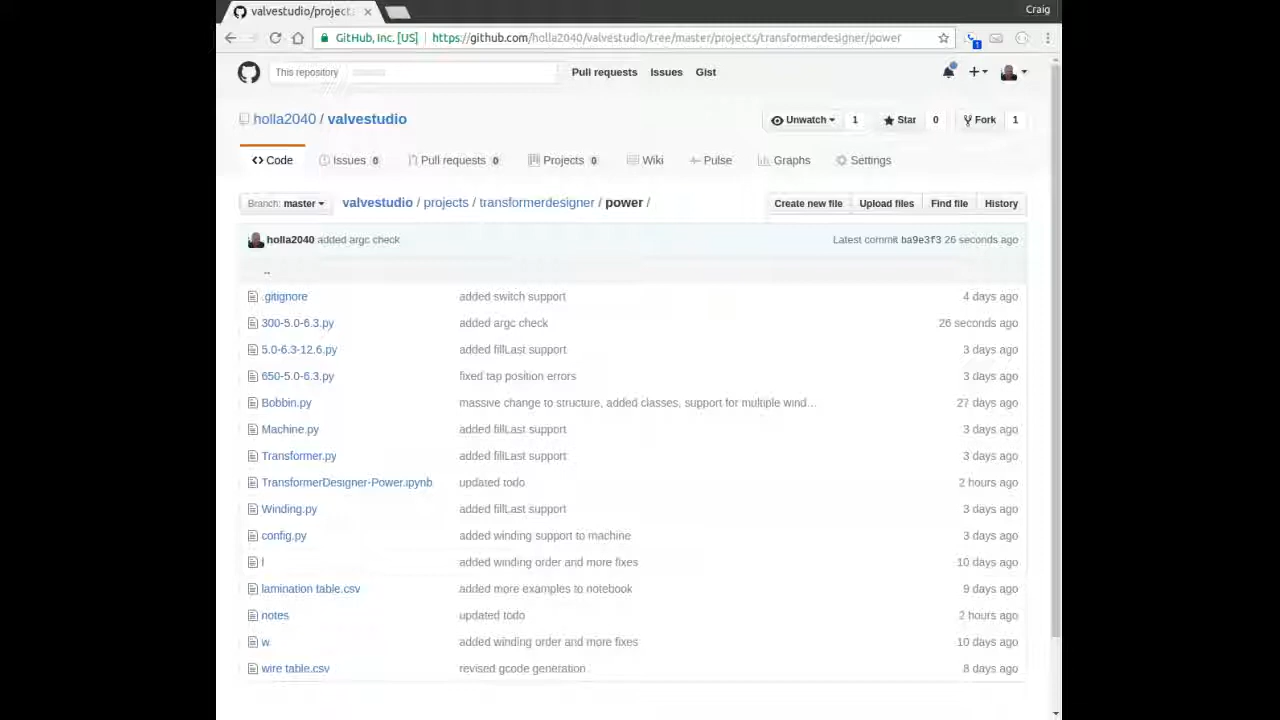 valvestudio/project
Craig
GitHub, Inc. [US] https://github.com/holla2040/valvestudio/tree/master/projects/transformerdesigner/power
1
This repository Pull requests Issues Gist
holla2040 / valvestudio Unwatch 1 Star 0 Fork 1
Code Issues 0 Pull requests 0 Projects 0 Wiki Pulse Graphs Settings
Branch: master valvestudio / projects / transformerdesigner / power / Create new file Upload files Find file History
holla2040 added argc check Latest commit ba9e3f3 26 seconds ago
..
.gitignore added switch support 4 days ago
300-5.0-6.3.py added argc check 26 seconds ago
5.0-6.3-12.6.py added fillLast support 3 days ago
650-5.0-6.3.py fixed tap position errors 3 days ago
Bobbin.py massive change to structure, added classes, support for multiple wind… 27 days ago
Machine.py added fillLast support 3 days ago
Transformer.py added fillLast support 3 days ago
TransformerDesigner-Power.ipynb updated todo 2 hours ago
Winding.py added fillLast support 3 days ago
config.py added winding support to machine 3 days ago
l added winding order and more fixes 10 days ago
lamination table.csv added more examples to notebook 9 days ago
notes updated todo 2 hours ago
w added winding order and more fixes 10 days ago
wire table.csv revised gcode generation 8 days ago